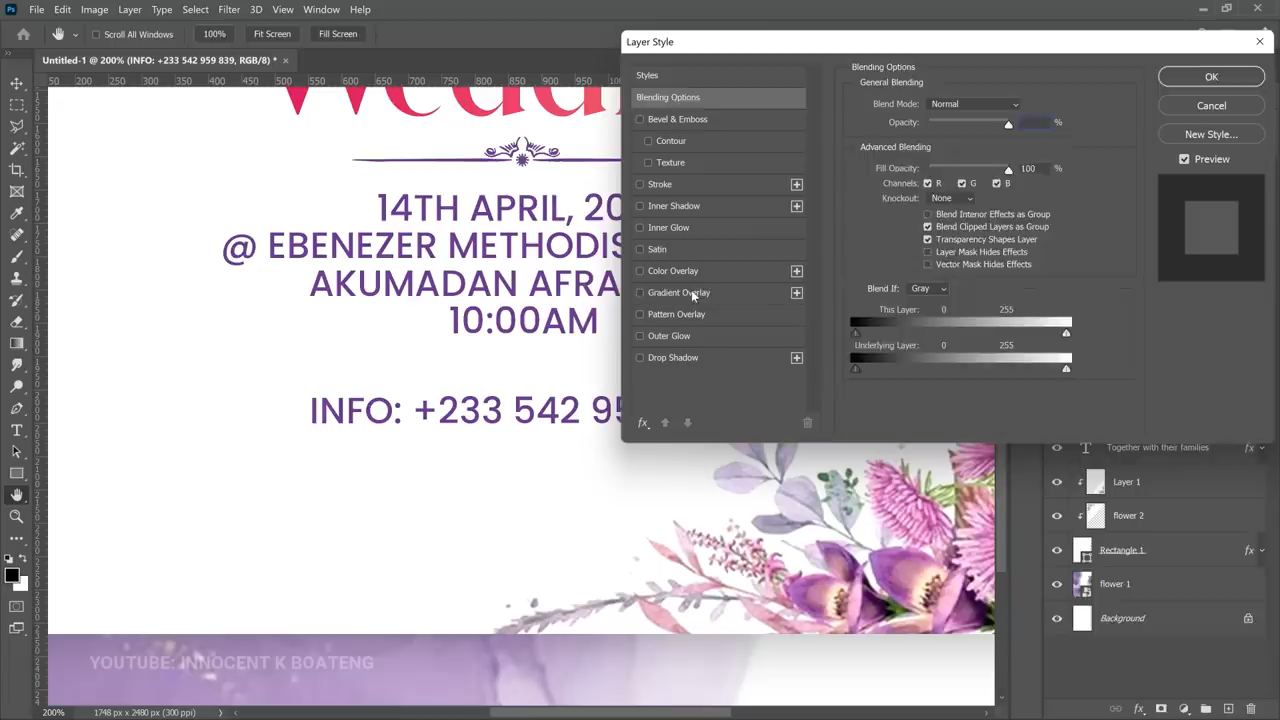 Ps File Edit Image Layer Type Select Filter 3D View Window Help
Scroll All Windows 100% Fit Screen Fill Screen
Layer Style
Untitled-1 @ 200% (INFO: +233 542 959 839, RGB/8) *
Styles
Blending Options
Bevel & Emboss
Contour
Texture
Stroke
Inner Shadow
Inner Glow
Satin
Color Overlay
Gradient Overlay
Pattern Overlay
Outer Glow
Drop Shadow
fx
Blending Options
General Blending
Blend Mode: Normal
Opacity: %
Advanced Blending
Fill Opacity: 100 %
Channels: R G B
Knockout: None
Blend Interior Effects as Group
Blend Clipped Layers as Group
Transparency Shapes Layer
Layer Mask Hides Effects
Vector Mask Hides Effects
Blend If: Gray
This Layer: 0 255
Underlying Layer: 0 255
OK
Cancel
New Style...
Preview
14TH APRIL, 20
@ EBENEZER METHODIS
AKUMADAN AFRA
10:00AM
INFO: +233 542 95
YOUTUBE: INNOCENT K BOATENG
Together with their families fx
Layer 1
flower 2
Rectangle 1 fx
flower 1
Background
200% 1748 px x 2480 px (300 ppi)
fx